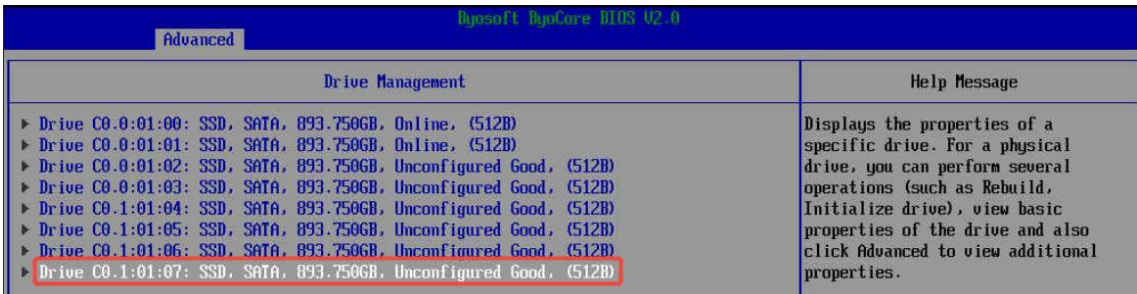 Byosoft ByoCore BIOS V2.0
Advanced
Drive Management
Drive C0.0:01:00: SSD, SATA, 893.750GB, Online, (512B)
Drive C0.0:01:01: SSD, SATA, 893.750GB, Online, (512B)
Drive C0.0:01:02: SSD, SATA, 893.750GB, Unconfigured Good, (512B)
Drive C0.0:01:03: SSD, SATA, 893.750GB, Unconfigured Good, (512B)
Drive C0.1:01:04: SSD, SATA, 893.750GB, Unconfigured Good, (512B)
Drive C0.1:01:05: SSD, SATA, 893.750GB, Unconfigured Good, (512B)
Drive C0.1:01:06: SSD, SATA, 893.750GB, Unconfigured Good, (512B)
Drive C0.1:01:07: SSD, SATA, 893.750GB, Unconfigured Good, (512B)
Help Message
Displays the properties of a
specific drive. For a physical
drive, you can perform several
operations (such as Rebuild,
Initialize drive), view basic
properties of the drive and also
click Advanced to view additional
properties.